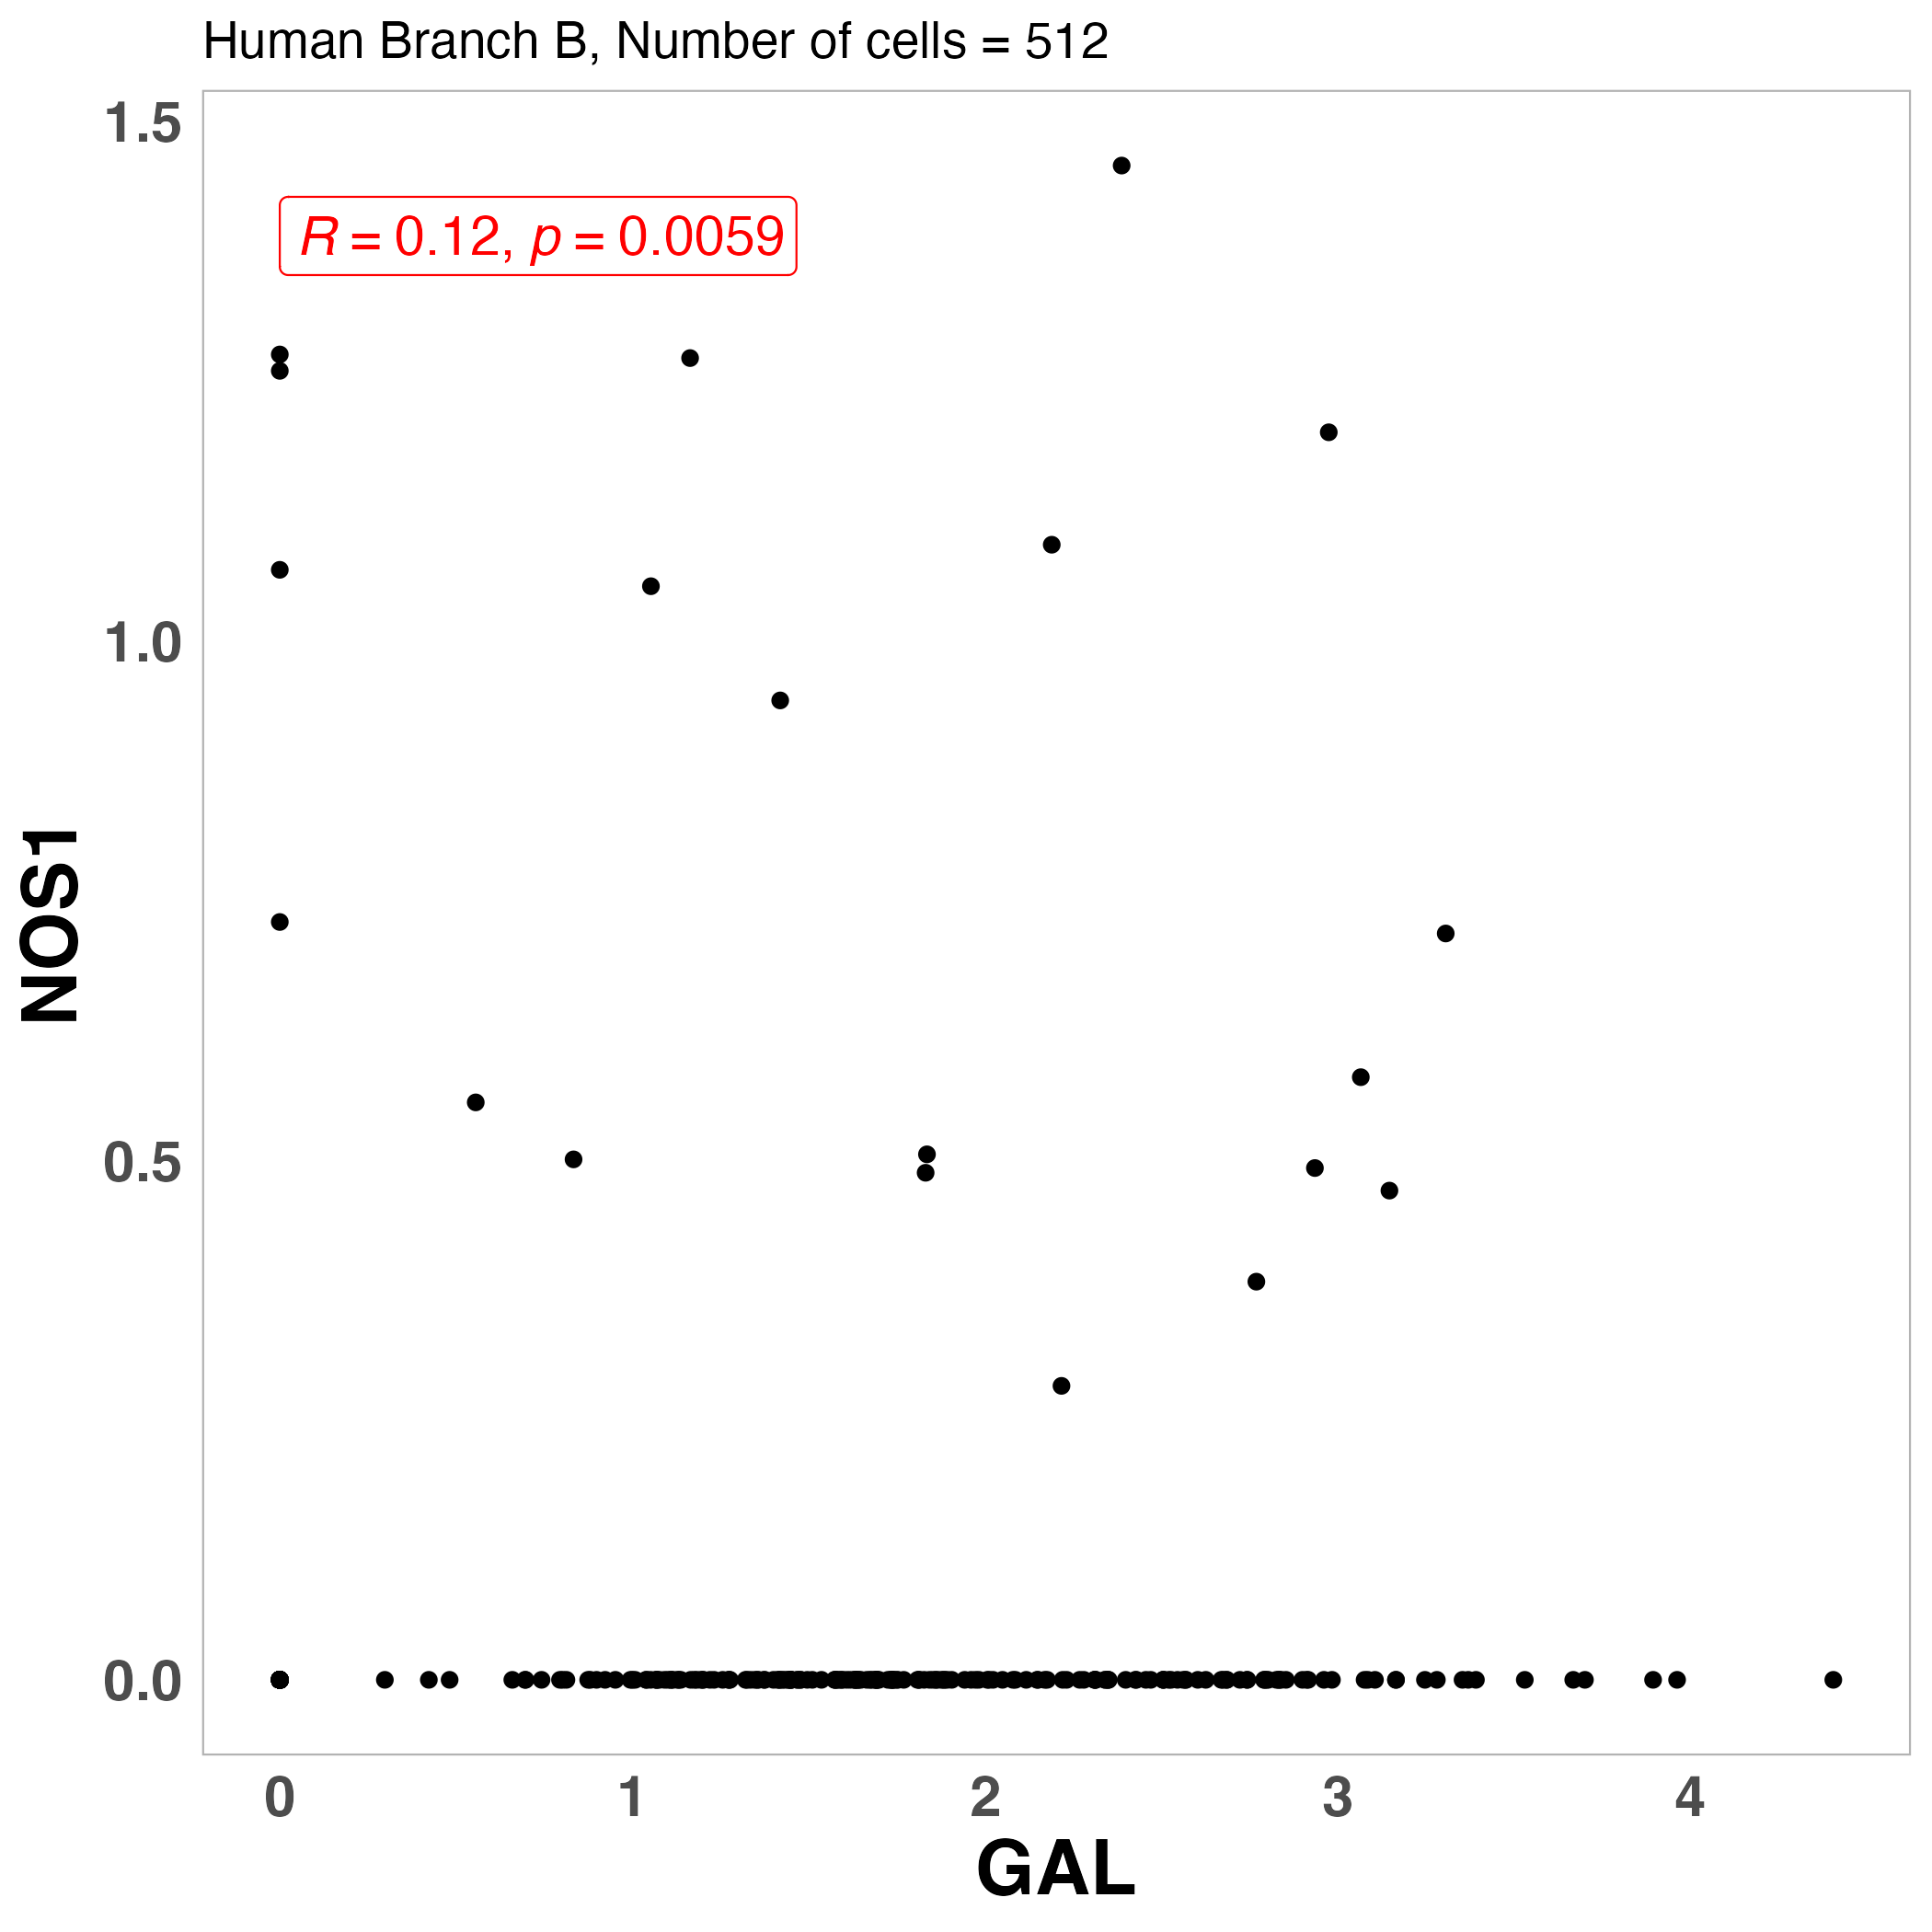 Human Branch B, Number of cells = 512
1.5
R = 0.12, p = 0.0059
1.0
NOS1
0.5
0.0
0 1 2 3 4
GAL